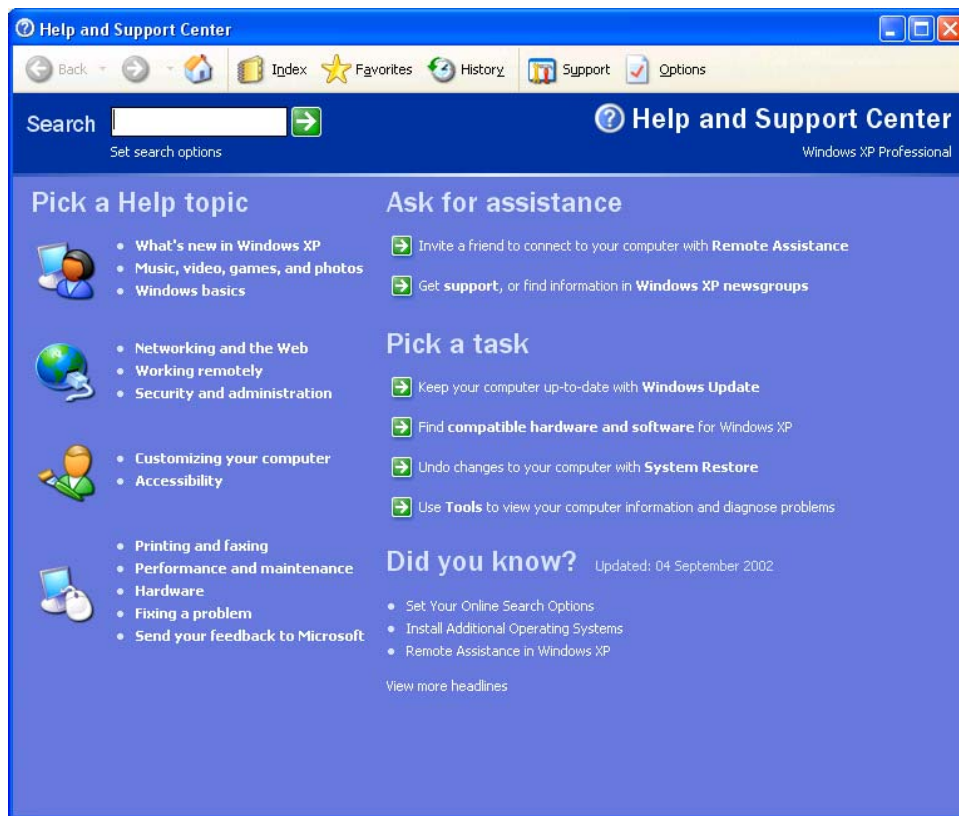 Help and Support Center
Back
Index
Favorites
History
Support
Options
Search
Set search options
Help and Support Center
Windows XP Professional
Pick a Help topic
What's new in Windows XP
Music, video, games, and photos
Windows basics
Networking and the Web
Working remotely
Security and administration
Customizing your computer
Accessibility
Printing and faxing
Performance and maintenance
Hardware
Fixing a problem
Send your feedback to Microsoft
Ask for assistance
Invite a friend to connect to your computer with Remote Assistance
Get support, or find information in Windows XP newsgroups
Pick a task
Keep your computer up-to-date with Windows Update
Find compatible hardware and software for Windows XP
Undo changes to your computer with System Restore
Use Tools to view your computer information and diagnose problems
Did you know? Updated: 04 September 2002
Set Your Online Search Options
Install Additional Operating Systems
Remote Assistance in Windows XP
View more headlines